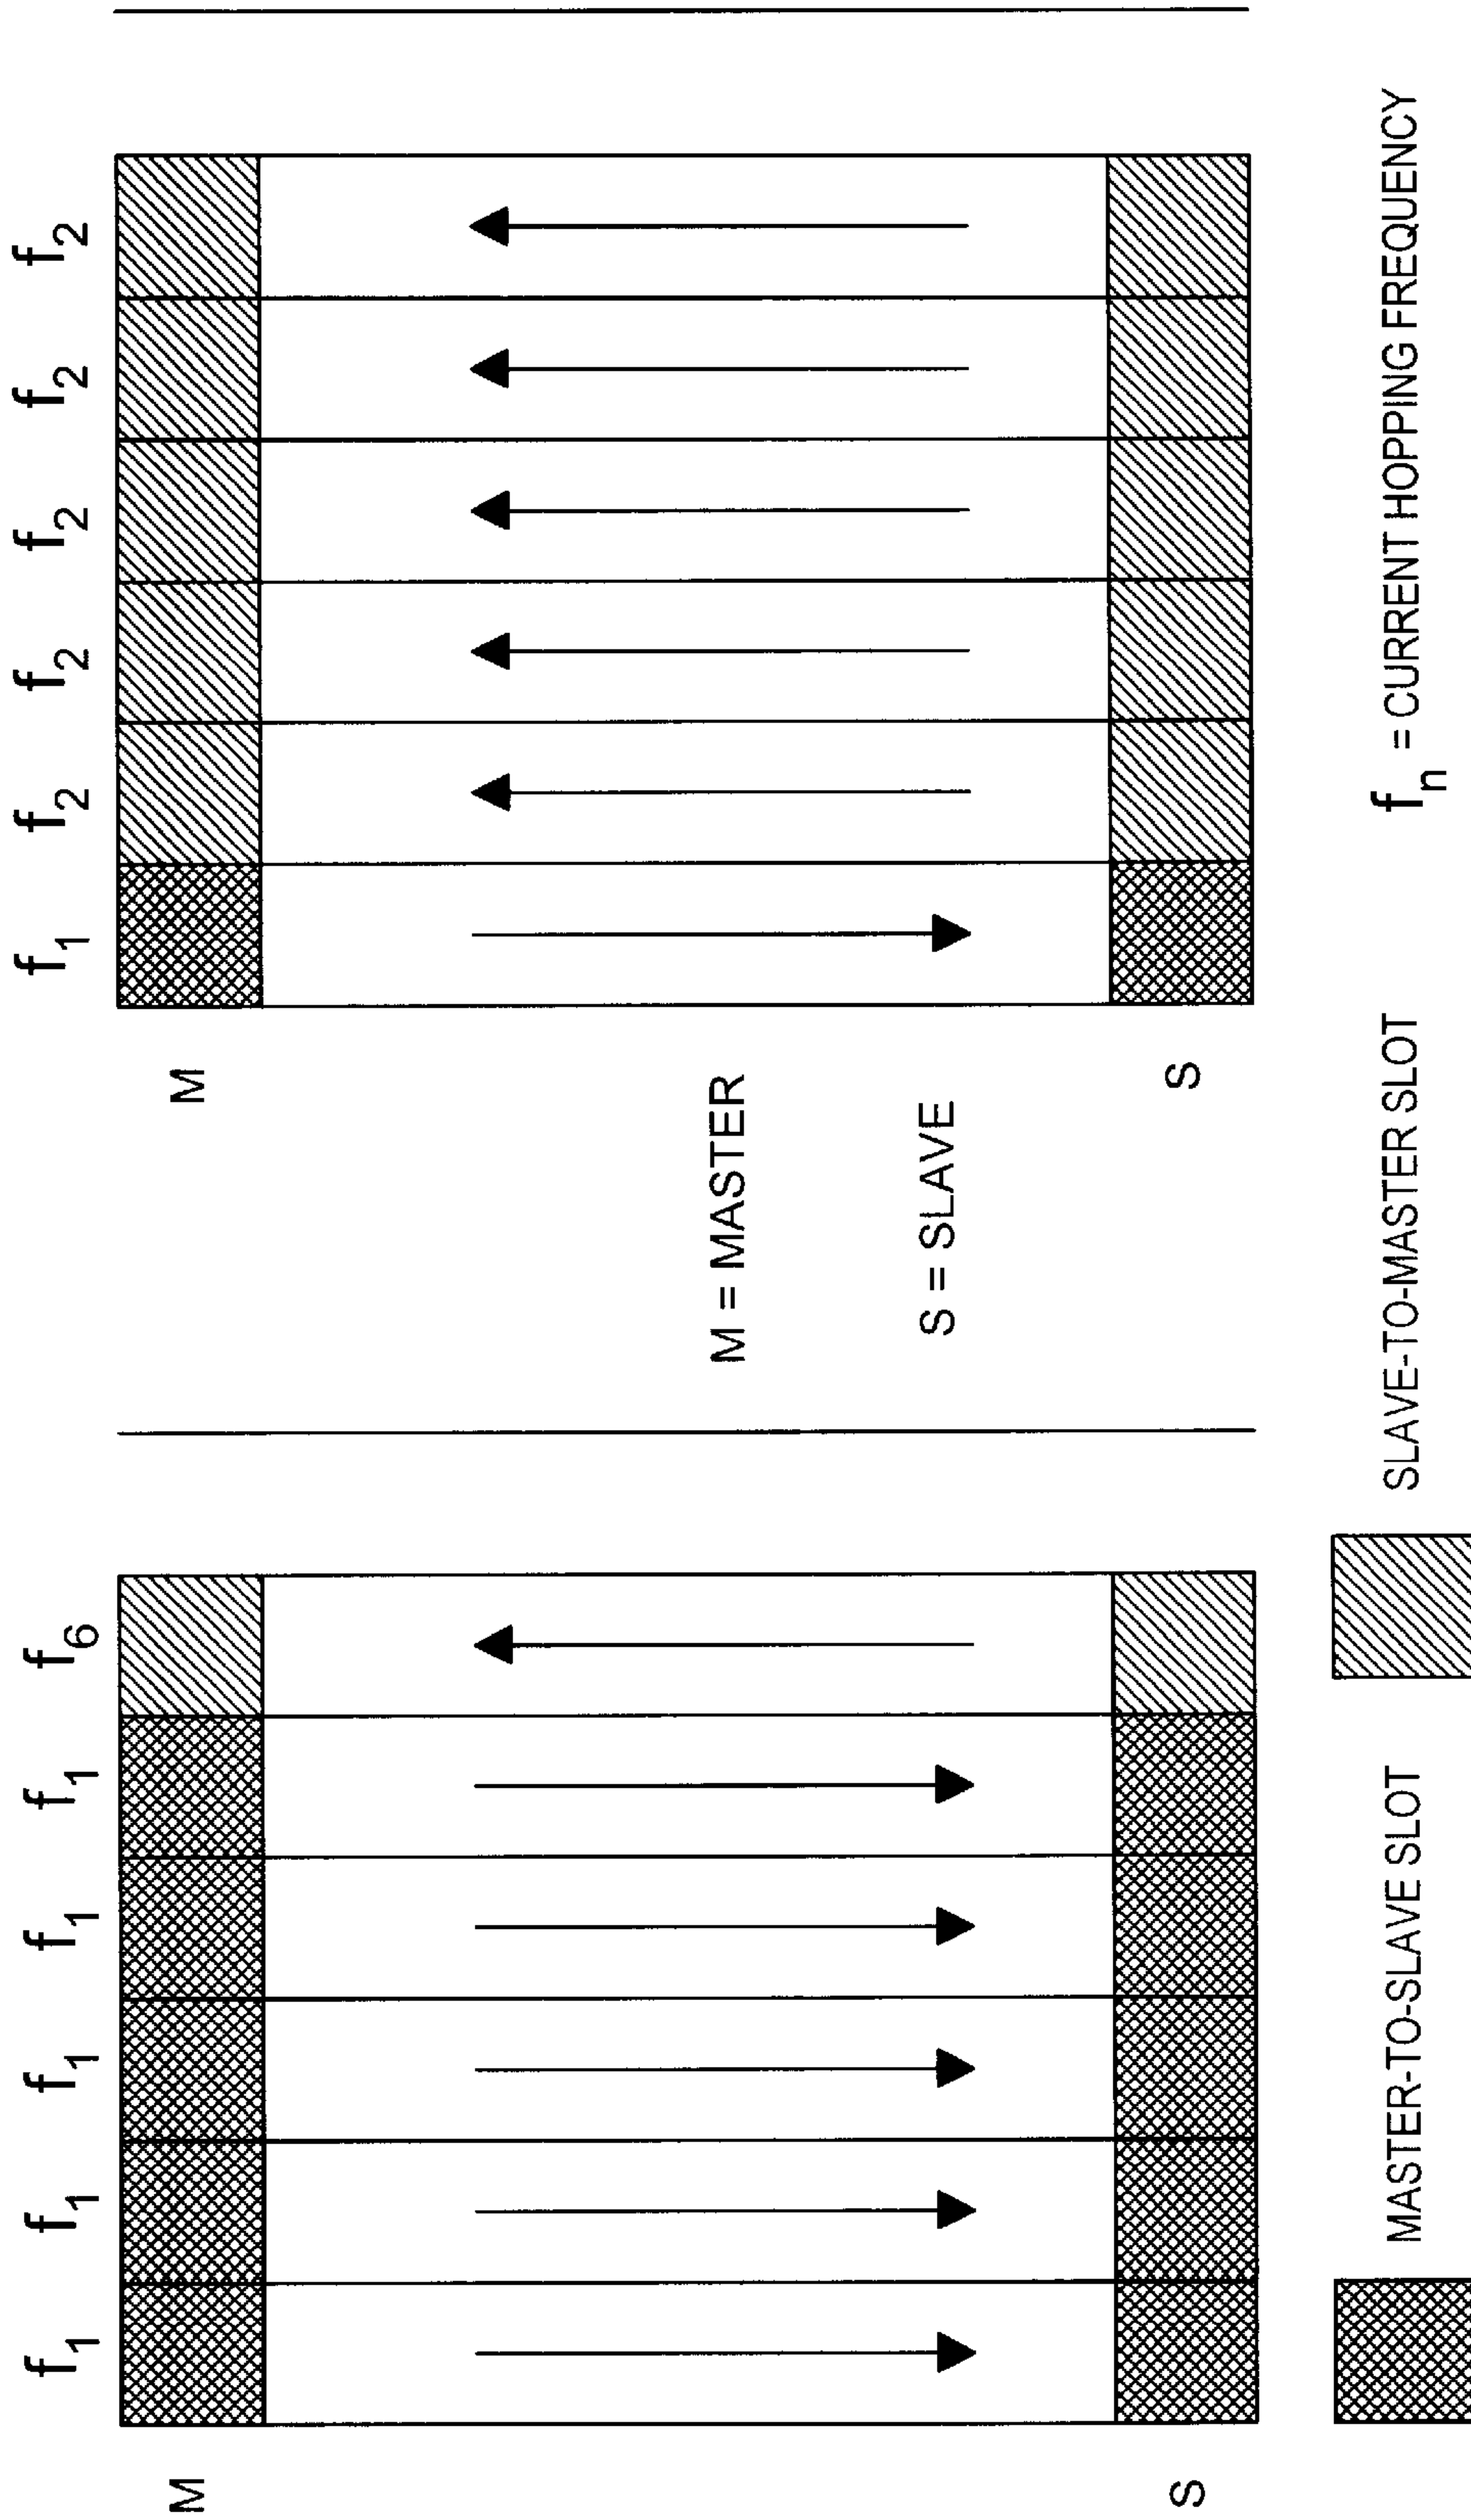 f1 f1 f1 f1 f1 f6
M
S
M = MASTER
S = SLAVE
f1 f2 f2 f2 f2 f2
M
S
MASTER-TO-SLAVE SLOT
SLAVE-TO-MASTER SLOT
fn = CURRENT HOPPING FREQUENCY